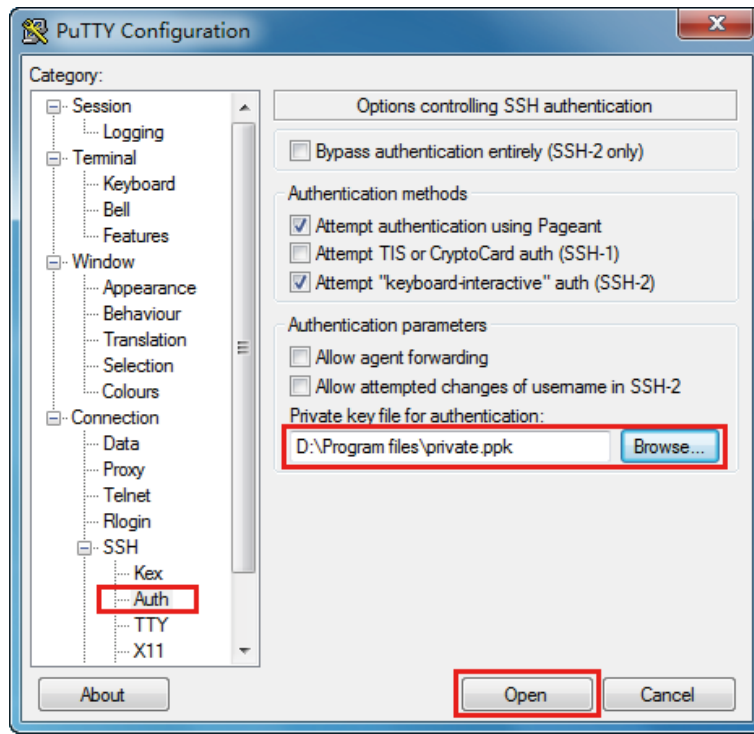 PuTTY Configuration
Category:
Session
Logging
Terminal
Keyboard
Bell
Features
Window
Appearance
Behaviour
Translation
Selection
Colours
Connection
Data
Proxy
Telnet
Rlogin
SSH
Kex
Auth
TTY
X11
Options controlling SSH authentication
Bypass authentication entirely (SSH-2 only)
Authentication methods
Attempt authentication using Pageant
Attempt TIS or CryptoCard auth (SSH-1)
Attempt "keyboard-interactive" auth (SSH-2)
Authentication parameters
Allow agent forwarding
Allow attempted changes of username in SSH-2
Private key file for authentication:
D:\Program files\private.ppk Browse...
About Open Cancel